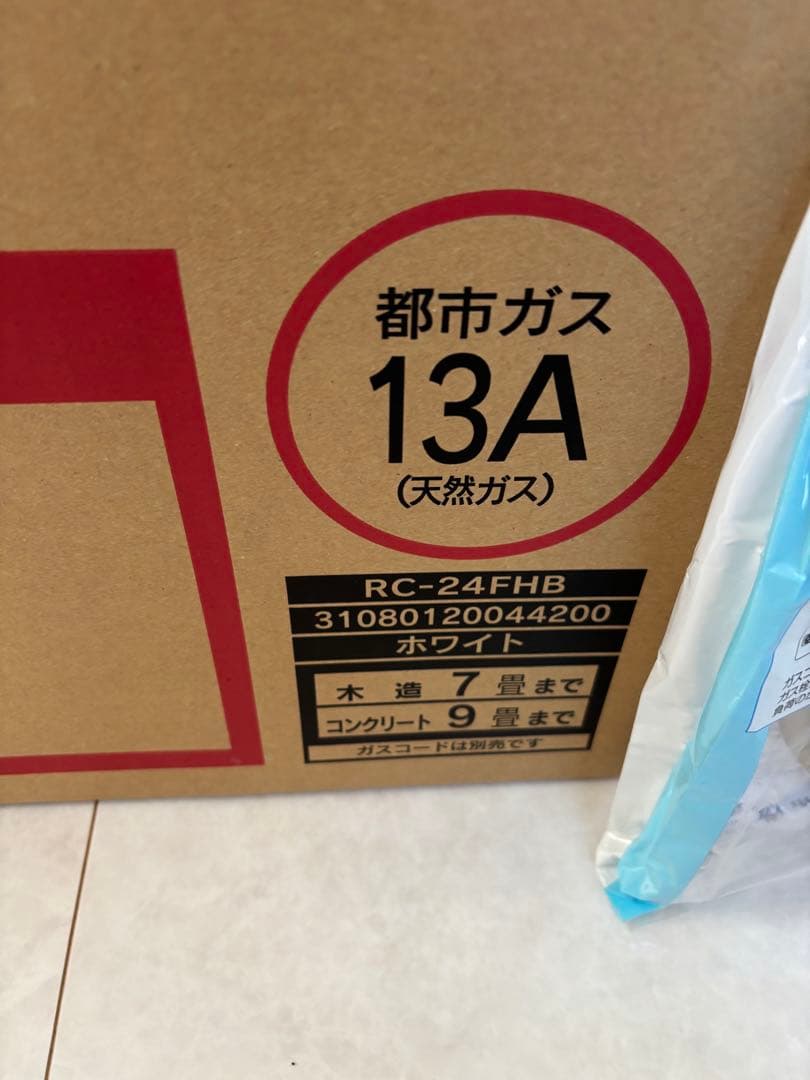 都市ガス
13A
(天然ガス)
RC-24FHB
31080120044200
ホワイト
木造 7 畳まで
コンクリート 9 畳まで
ガスコードは別売です